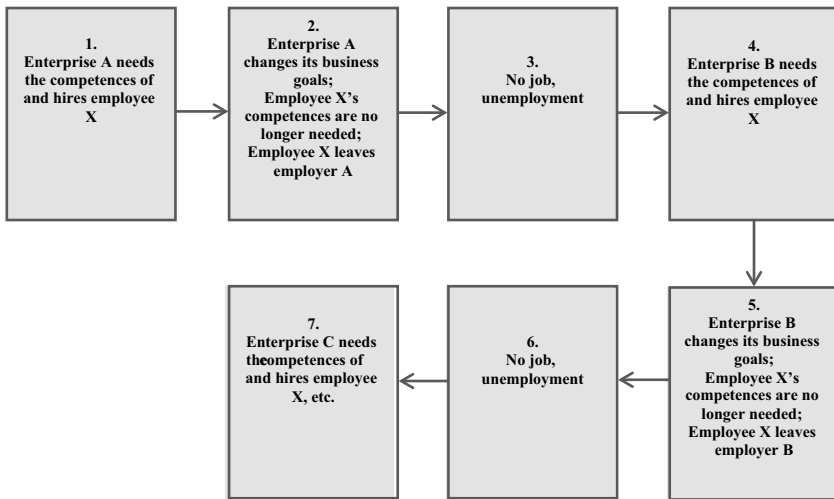 1.
Enterprise A needs
the competences of
and hires employee
X
2.
Enterprise A
changes its business
goals;
Employee X's
competences are no
longer needed;
Employee X leaves
employer A
3.
No job,
unemployment
4.
Enterprise B needs
the competences of
and hires employee
X
5.
Enterprise B
changes its business
goals;
Employee X's
competences are no
longer needed;
Employee X leaves
employer B
6.
No job,
unemployment
7.
Enterprise C needs
the competences of
and hires employee
X, etc.